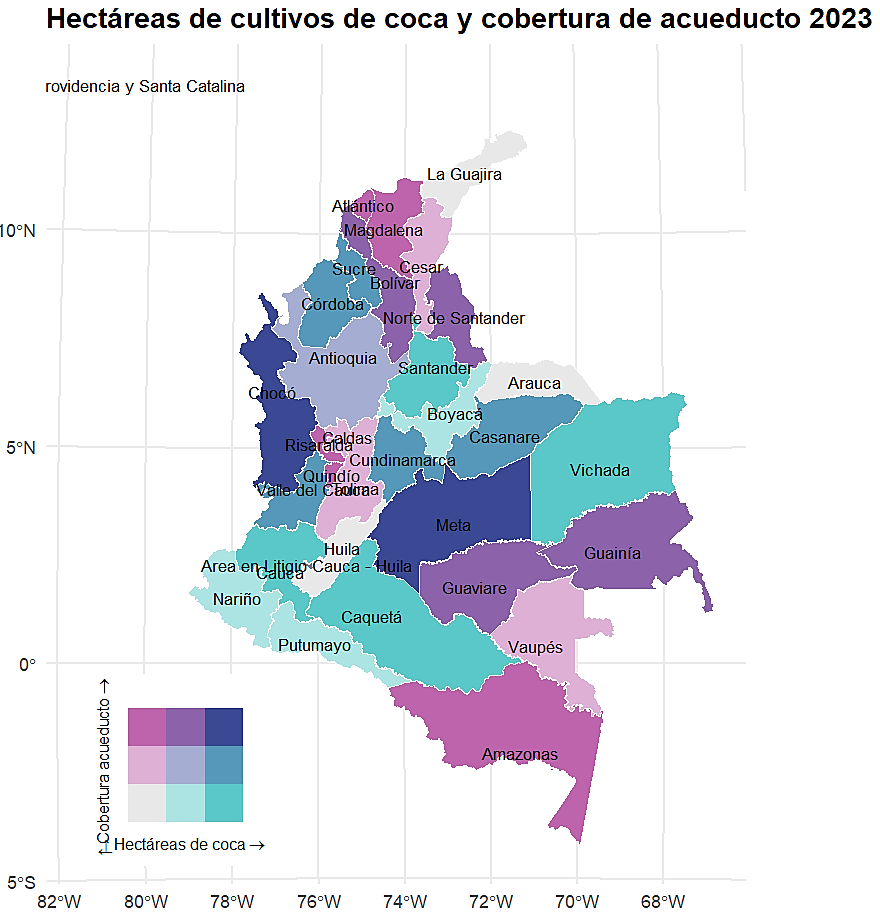 Hectáreas de cultivos de coca y cobertura de acueducto 2023
rovidencia y Santa Catalina
La Guajira
Atlántico
10°N
Magdalena
Cesar
Sucre
Bolívar
Córdoba
Norte de Santander
Antioquia
Santander
Arauca
Chocó
Boyacá
Caldas
Casanare
5°N
Risaralda
Cundinamarca
Vichada
Quindío
Valle del Cauca
Tolima
Meta
Huila
Guainía
Area en Litigio Cauca - Huila
Cauca
Guaviare
Nariño
Caquetá
Putumayo
Vaupés
0°
Cobertura acueducto →
Amazonas
← Hectáreas de coca →
5°S
82°W 80°W 78°W 76°W 74°W 72°W 70°W 68°W